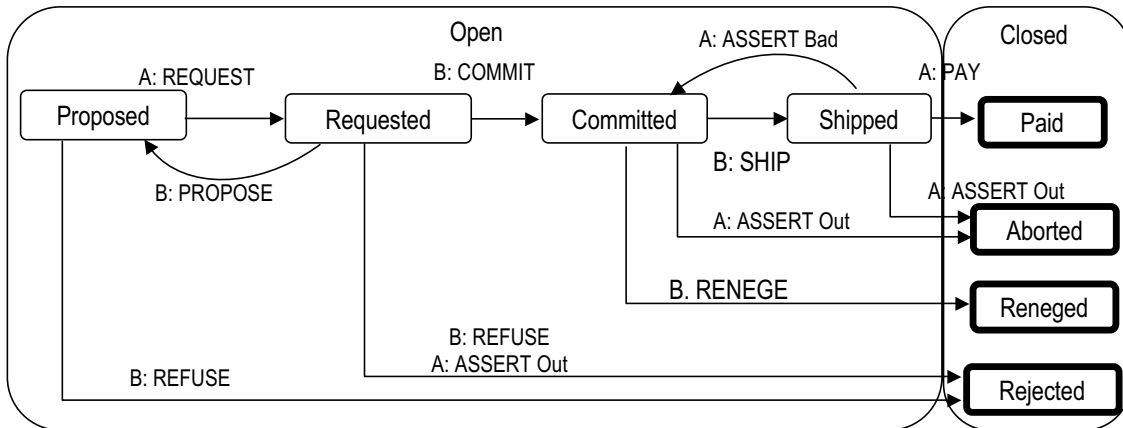 Open
Closed
A: ASSERT Bad
A: REQUEST
B: COMMIT
A: PAY
Proposed
Requested
Committed
Shipped
Paid
B: SHIP
B: PROPOSE
A: ASSERT Out
A: ASSERT Out
Aborted
B. RENEGE
Reneged
B: REFUSE
A: ASSERT Out
B: REFUSE
Rejected